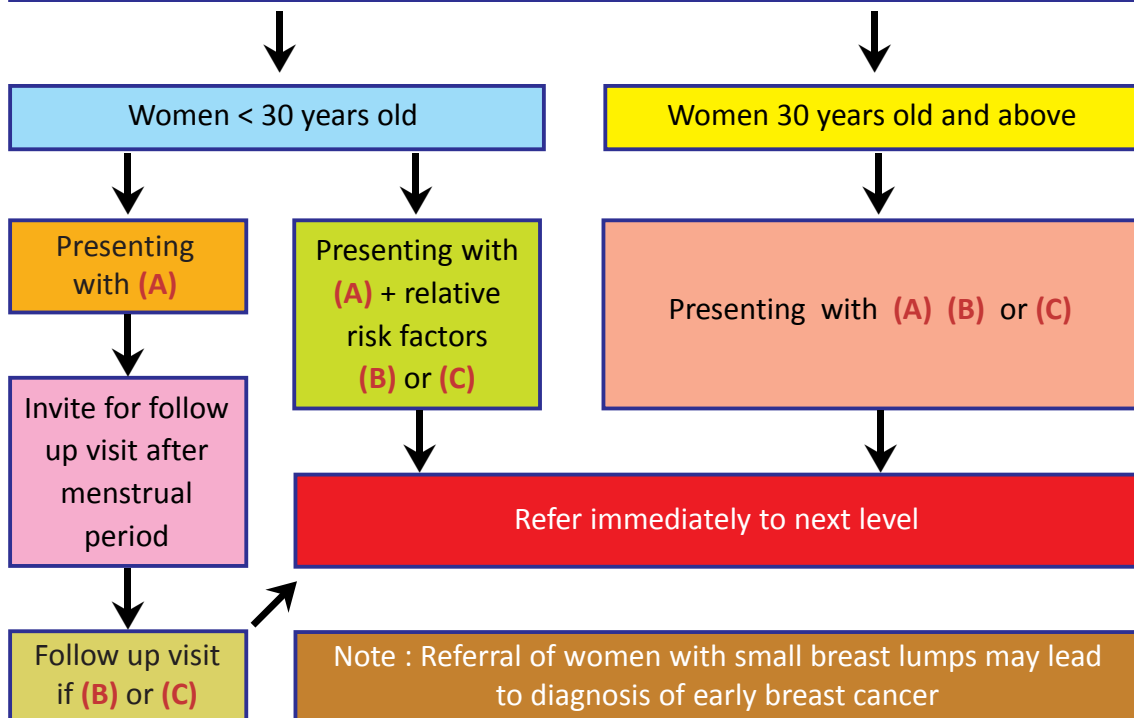 Women < 30 years old
Women 30 years old and above
Presenting
with (A)
Presenting with
(A) + relative
risk factors
(B) or (C)
Presenting with (A) (B) or (C)
Invite for follow
up visit after
menstrual
period
Refer immediately to next level
Follow up visit
if (B) or (C)
Note : Referral of women with small breast lumps may lead
to diagnosis of early breast cancer